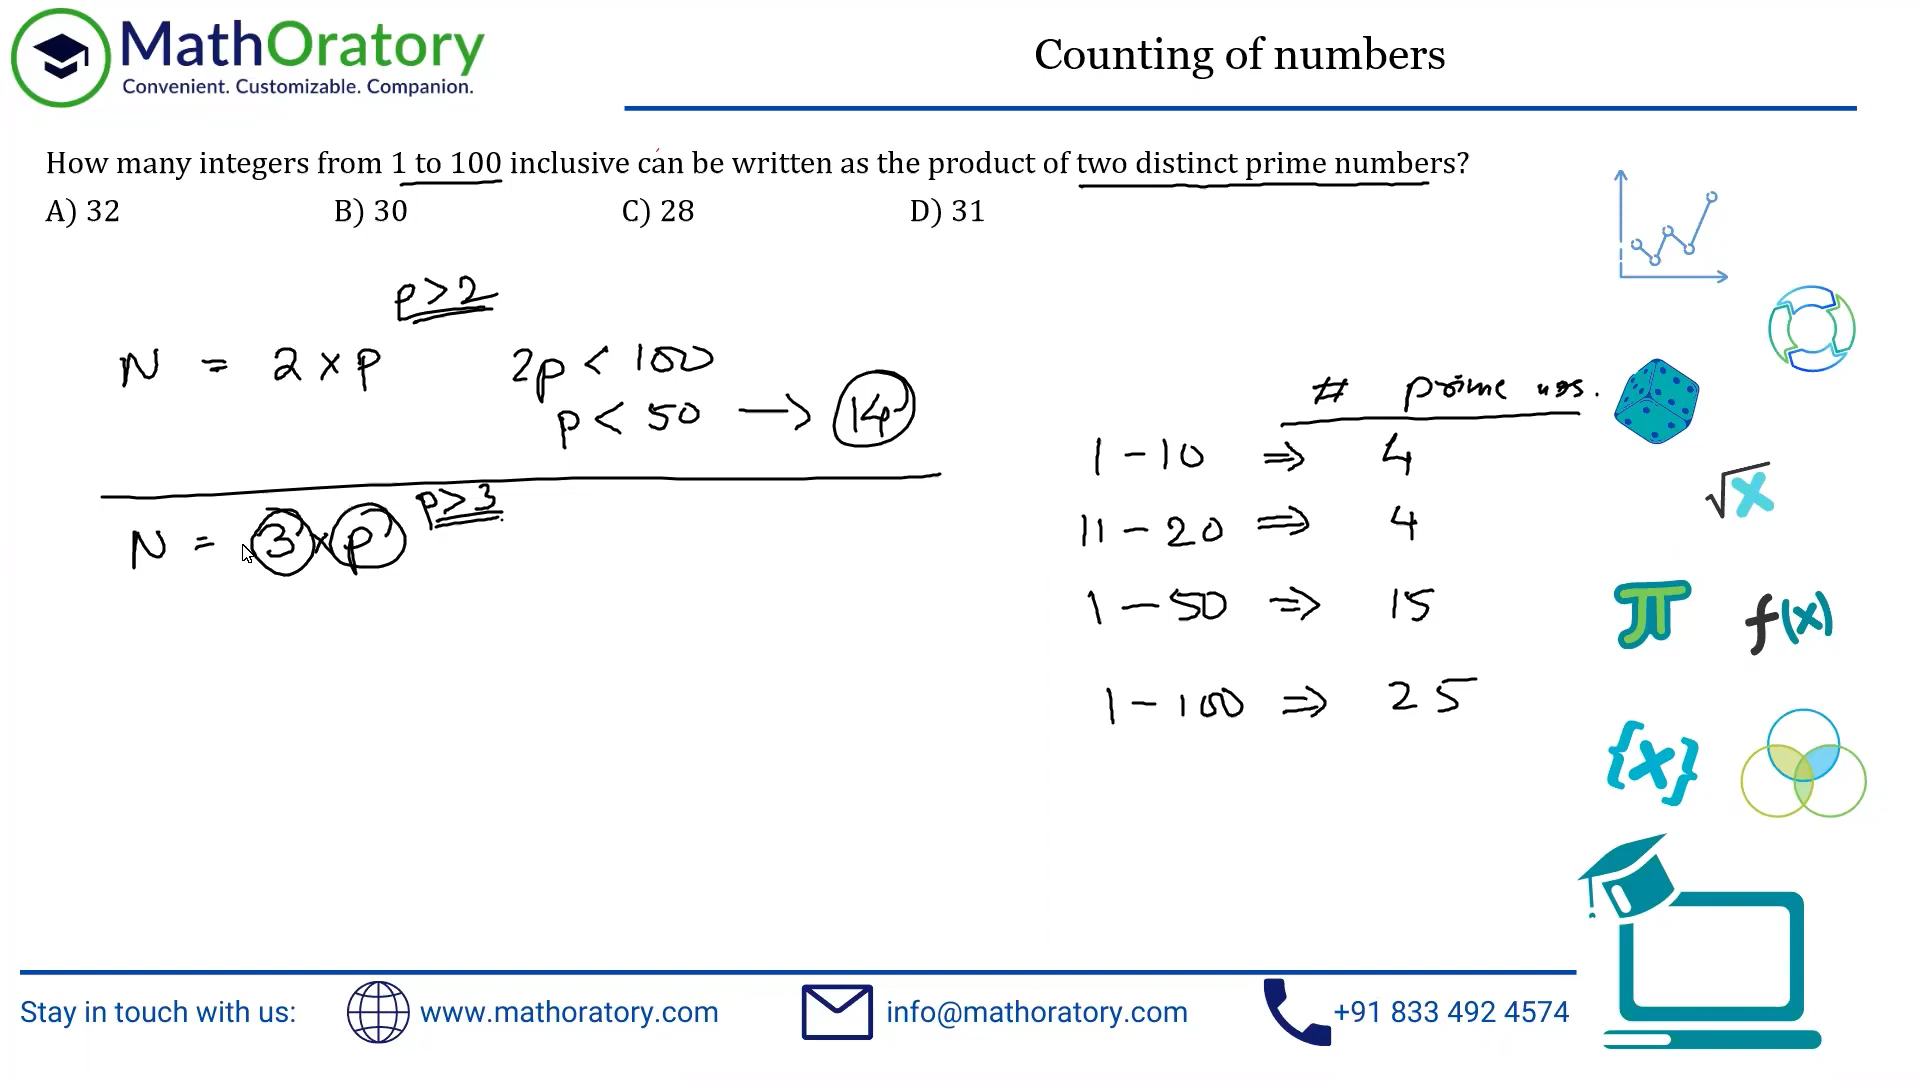 MathOratory
Convenient. Customizable. Companion.
Counting of numbers
How many integers from 1 to 100 inclusive can be written as the product of two distinct prime numbers?
A) 32 B) 30 C) 28 D) 31
p>2
N = 2 × p 2p < 100
p < 50 → 14
N = 3 × p p>3
# prime nos.
1 - 10 ⇒ 4
11 - 20 ⇒ 4
1 - 50 ⇒ 15
1 - 100 ⇒ 25
√x
π f(x)
{x}
Stay in touch with us: www.mathoratory.com info@mathoratory.com +91 833 492 4574